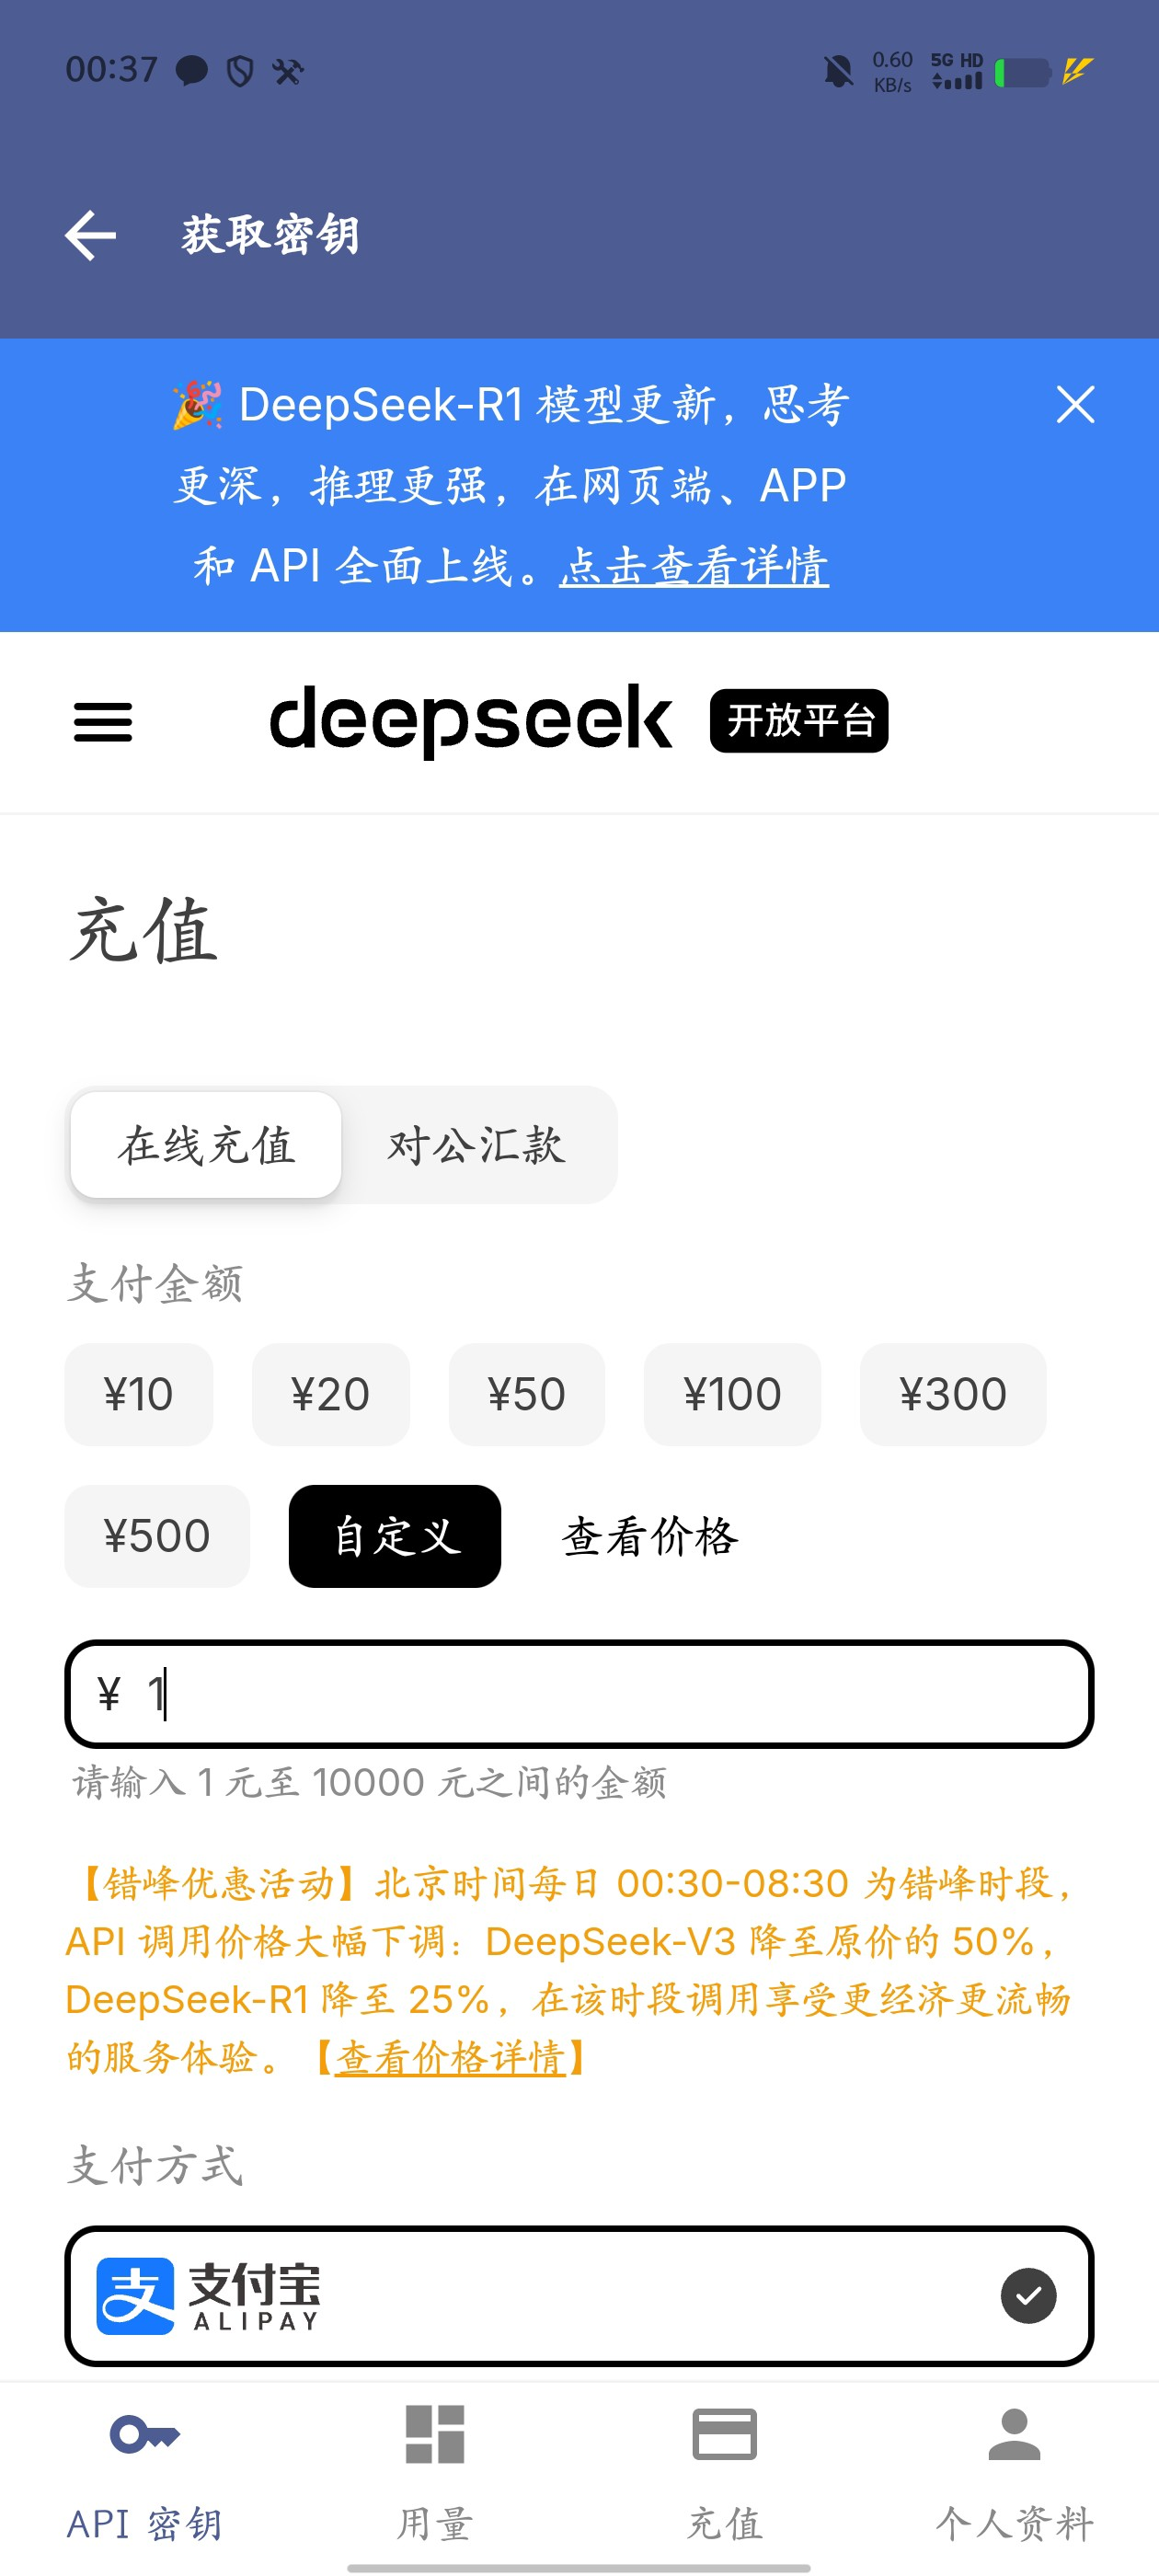 00:37
0.60 KB/s
5G HD
获取密钥
🎉 DeepSeek-R1 模型更新，思考
更深，推理更强，在网页端、APP
和 API 全面上线。点击查看详情
deepseek 开放平台
充值
在线充值 对公汇款
支付金额
¥10 ¥20 ¥50 ¥100 ¥300
¥500 自定义 查看价格
¥ 1
请输入 1 元至 10000 元之间的金额
【错峰优惠活动】北京时间每日 00:30-08:30 为错峰时段，
API 调用价格大幅下调：DeepSeek-V3 降至原价的 50%，
DeepSeek-R1 降至 25%，在该时段调用享受更经济更流畅
的服务体验。【查看价格详情】
支付方式
支 支付宝
ALIPAY
API 密钥 用量 充值 个人资料